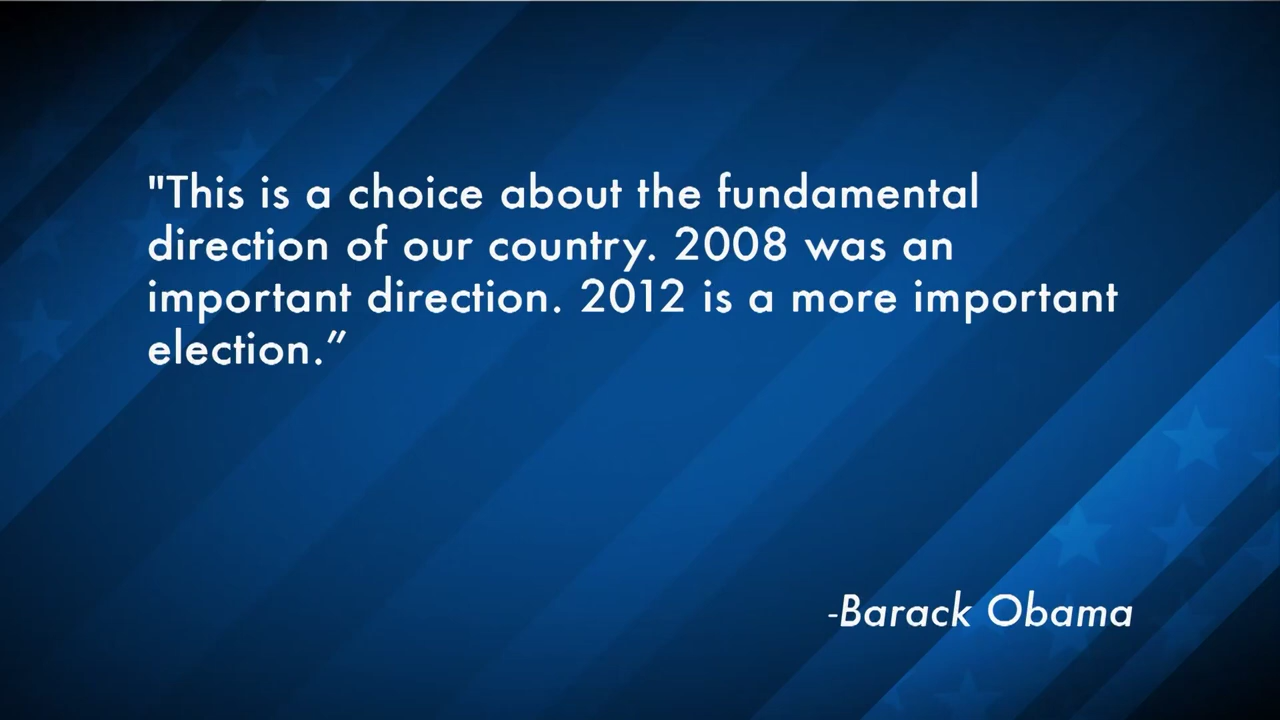 "This is a choice about the fundamental
direction of our country. 2008 was an
important direction. 2012 is a more important
election.”
-Barack Obama